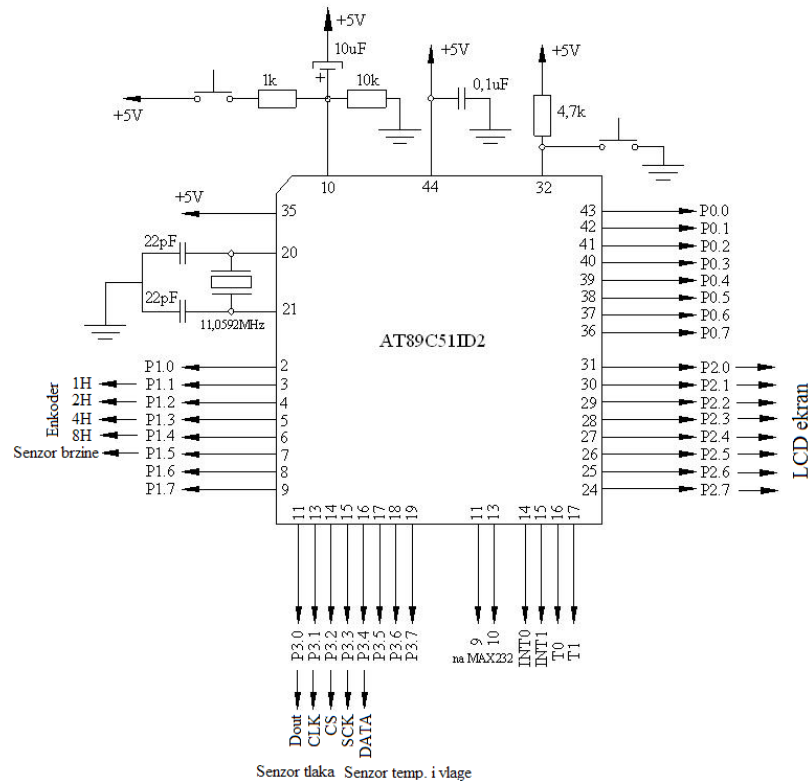 +5V
10uF
+
+5V
+5V
+5V
1k
10k
0,1uF
4,7k
10
44
32
+5V
35
22pF
20
22pF
21
11,0592MHz
AT89C51ID2
43 P0.0
42 P0.1
41 P0.2
40 P0.3
39 P0.4
38 P0.5
37 P0.6
36 P0.7
P1.0 2
1H P1.1 3
2H P1.2 4
4H P1.3 5
8H P1.4 6
Enkoder
Senzor brzine P1.5 7
P1.6 8
P1.7 9
31 P2.0
30 P2.1
29 P2.2
28 P2.3
27 P2.4
26 P2.5
25 P2.6
24 P2.7
LCD ekran
11 13 14 15 16 17 18 19
11 13 14 15 16 17
P3.0 P3.1 P3.2 P3.3 P3.4 P3.5 P3.6 P3.7
9 10
na MAX232
INT0 INT1 T0 T1
Dout CLK CS SCK DATA
Senzor tlaka Senzor temp. i vlage